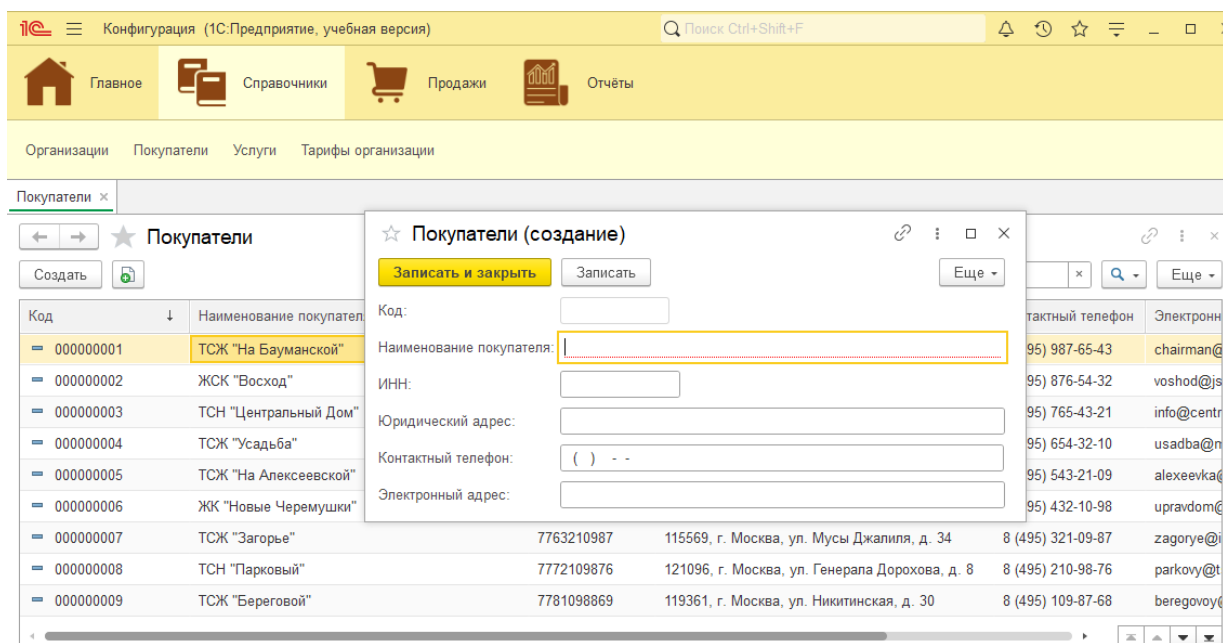 1С Конфигурация (1С:Предприятие, учебная версия) Поиск Ctrl+Shift+F
Главное Справочники Продажи Отчёты
Организации Покупатели Услуги Тарифы организации
Покупатели ×
Покупатели
Покупатели (создание)
Создать
Записать и закрыть Записать Еще
Еще
Код Наименование покупател тактный телефон Электронн
Код:
000000001 ТСЖ "На Бауманской" 95) 987-65-43 chairman@
Наименование покупателя:
000000002 ЖСК "Восход" 95) 876-54-32 voshod@js
ИНН:
000000003 ТСН "Центральный Дом" 95) 765-43-21 info@centr
Юридический адрес:
000000004 ТСЖ "Усадьба" 95) 654-32-10 usadba@m
Контактный телефон: ( ) - -
000000005 ТСЖ "На Алексеевской" 95) 543-21-09 alexeevka@
Электронный адрес:
000000006 ЖК "Новые Черемушки" 95) 432-10-98 upravdom@
000000007 ТСЖ "Загорье" 7763210987 115569, г. Москва, ул. Мусы Джалиля, д. 34 8 (495) 321-09-87 zagorye@i
000000008 ТСН "Парковый" 7772109876 121096, г. Москва, ул. Генерала Дорохова, д. 8 8 (495) 210-98-76 parkovy@t
000000009 ТСЖ "Береговой" 7781098869 119361, г. Москва, ул. Никитинская, д. 30 8 (495) 109-87-68 beregovoy@